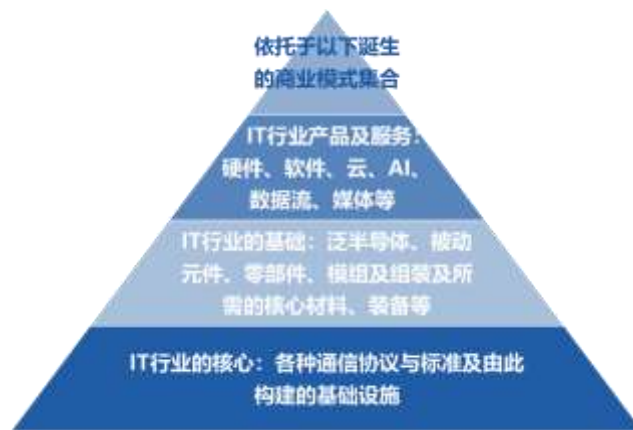 依托于以下诞生
的商业模式集合
IT行业产品及服务：
硬件、软件、云、AI、
数据流、媒体等
IT行业的基础：泛半导体、被动
元件、零部件、模组及组装及所
需的核心材料、装备等
IT行业的核心：各种通信协议与标准及由此
构建的基础设施